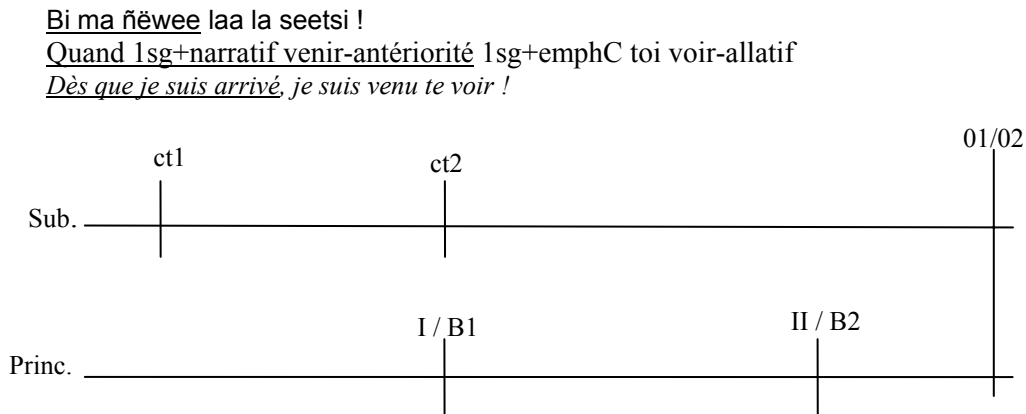 Bi ma ñëwee laa la seetsi !
Quand 1sg+narratif venir-antériorité 1sg+emphC toi voir-allatif
Dès que je suis arrivé, je suis venu te voir !
01/02
ct1 ct2
Sub.
I / B1 II / B2
Princ.